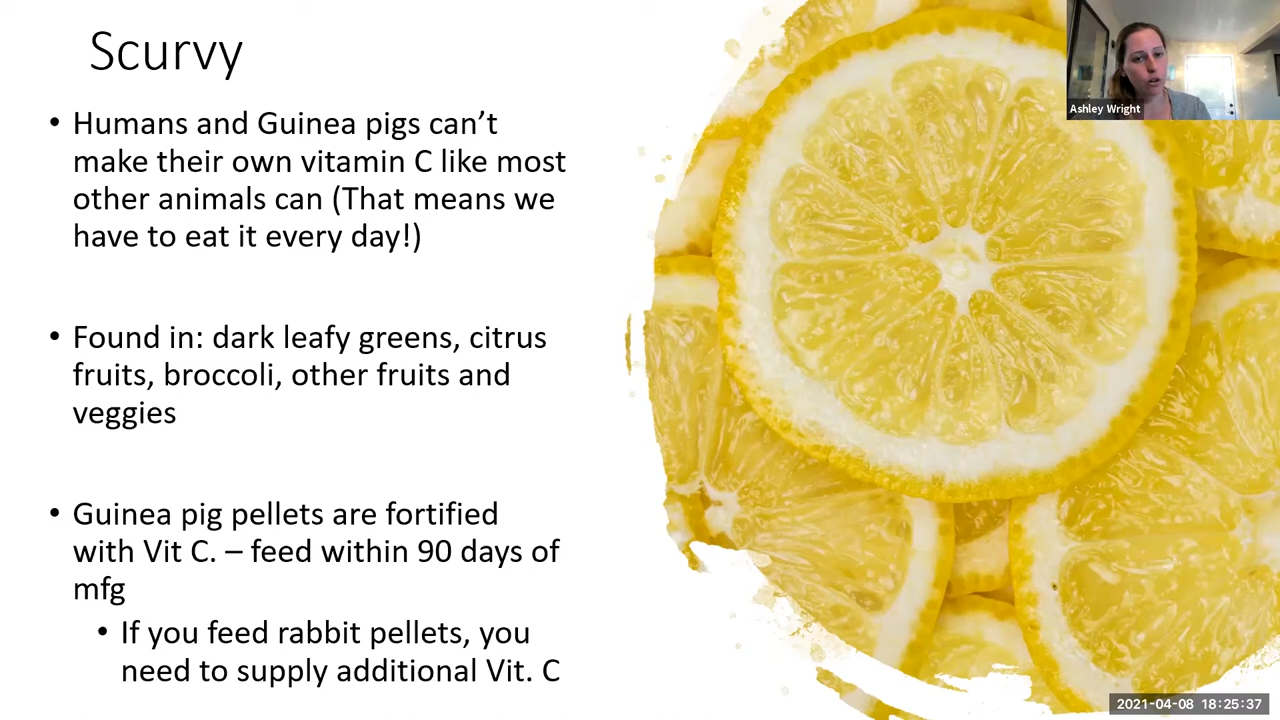 Scurvy
• Humans and Guinea pigs can’t
make their own vitamin C like most
other animals can (That means we
have to eat it every day!)
• Found in: dark leafy greens, citrus
fruits, broccoli, other fruits and
veggies
• Guinea pig pellets are fortified
with Vit C. – feed within 90 days of
mfg
• If you feed rabbit pellets, you
need to supply additional Vit. C
Ashley Wright
2021-04-08 18:25:37